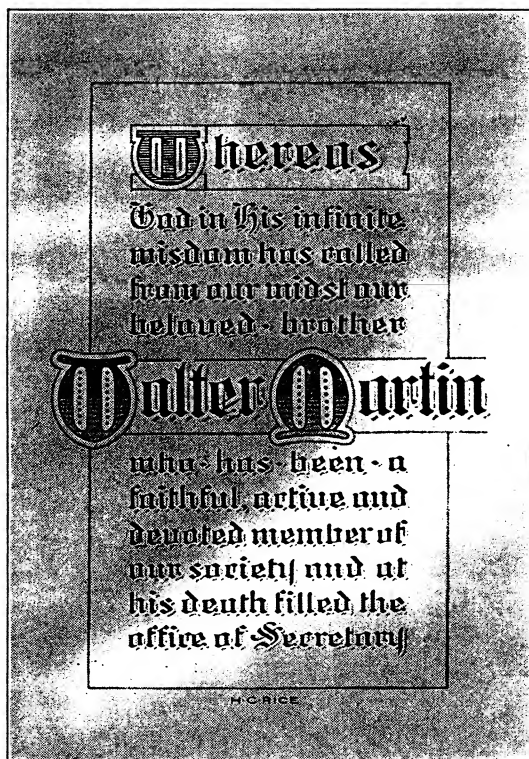 Whereas
God in His infinite
wisdom has called
from our midst our
beloved - brother
Walter Martin
who - has - been - a
faithful, active and
devoted member of
our society and at
his death filled the
office of Secretary
H·C·RICE